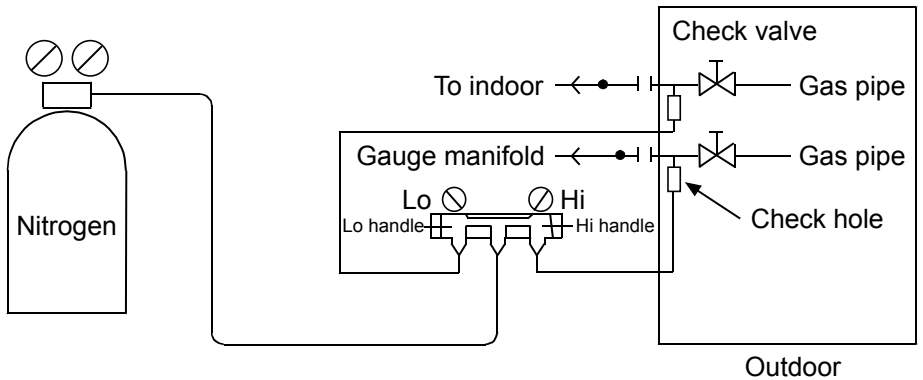 Check valve
To indoor
Gas pipe
Gauge manifold
Gas pipe
Lo
Hi
Nitrogen
Lo handle
Hi handle
Check hole
Outdoor